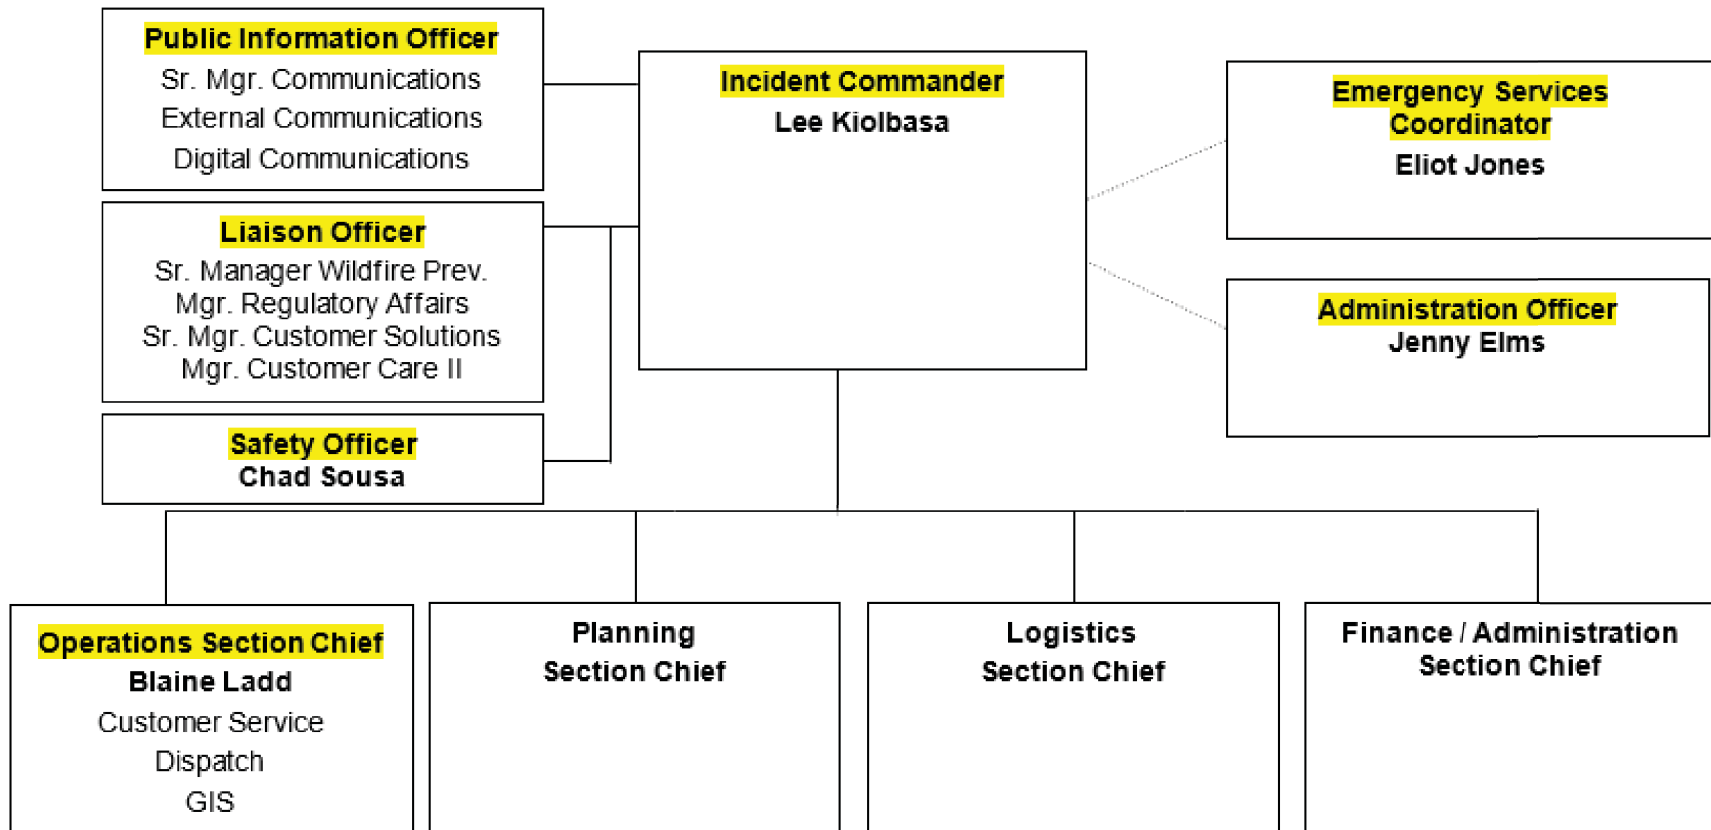 Public Information Officer
Sr. Mgr. Communications
External Communications
Digital Communications
Incident Commander
Lee Kiolbasa
Emergency Services
Coordinator
Eliot Jones
Liaison Officer
Sr. Manager Wildfire Prev.
Mgr. Regulatory Affairs
Sr. Mgr. Customer Solutions
Mgr. Customer Care II
Administration Officer
Jenny Elms
Safety Officer
Chad Sousa
Operations Section Chief
Blaine Ladd
Customer Service
Dispatch
GIS
Planning
Section Chief
Logistics
Section Chief
Finance / Administration
Section Chief